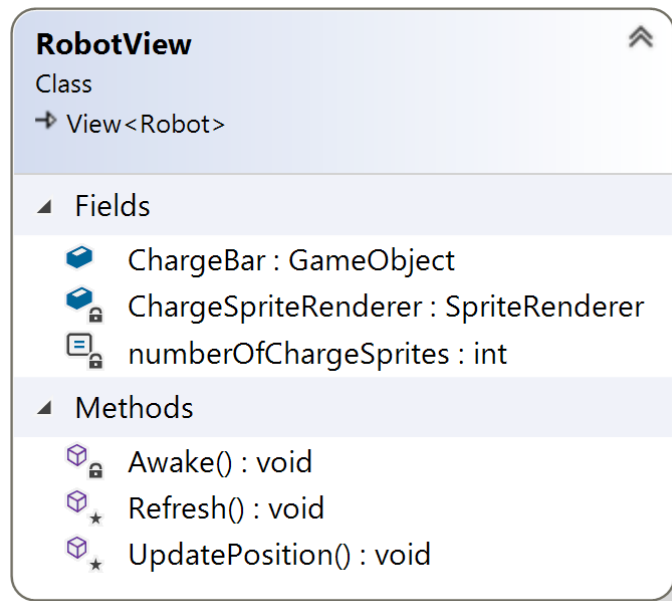 RobotView
Class
View<Robot>
Fields
ChargeBar : GameObject
ChargeSpriteRenderer : SpriteRenderer
numberOfChargeSprites : int
Methods
Awake() : void
Refresh() : void
UpdatePosition() : void